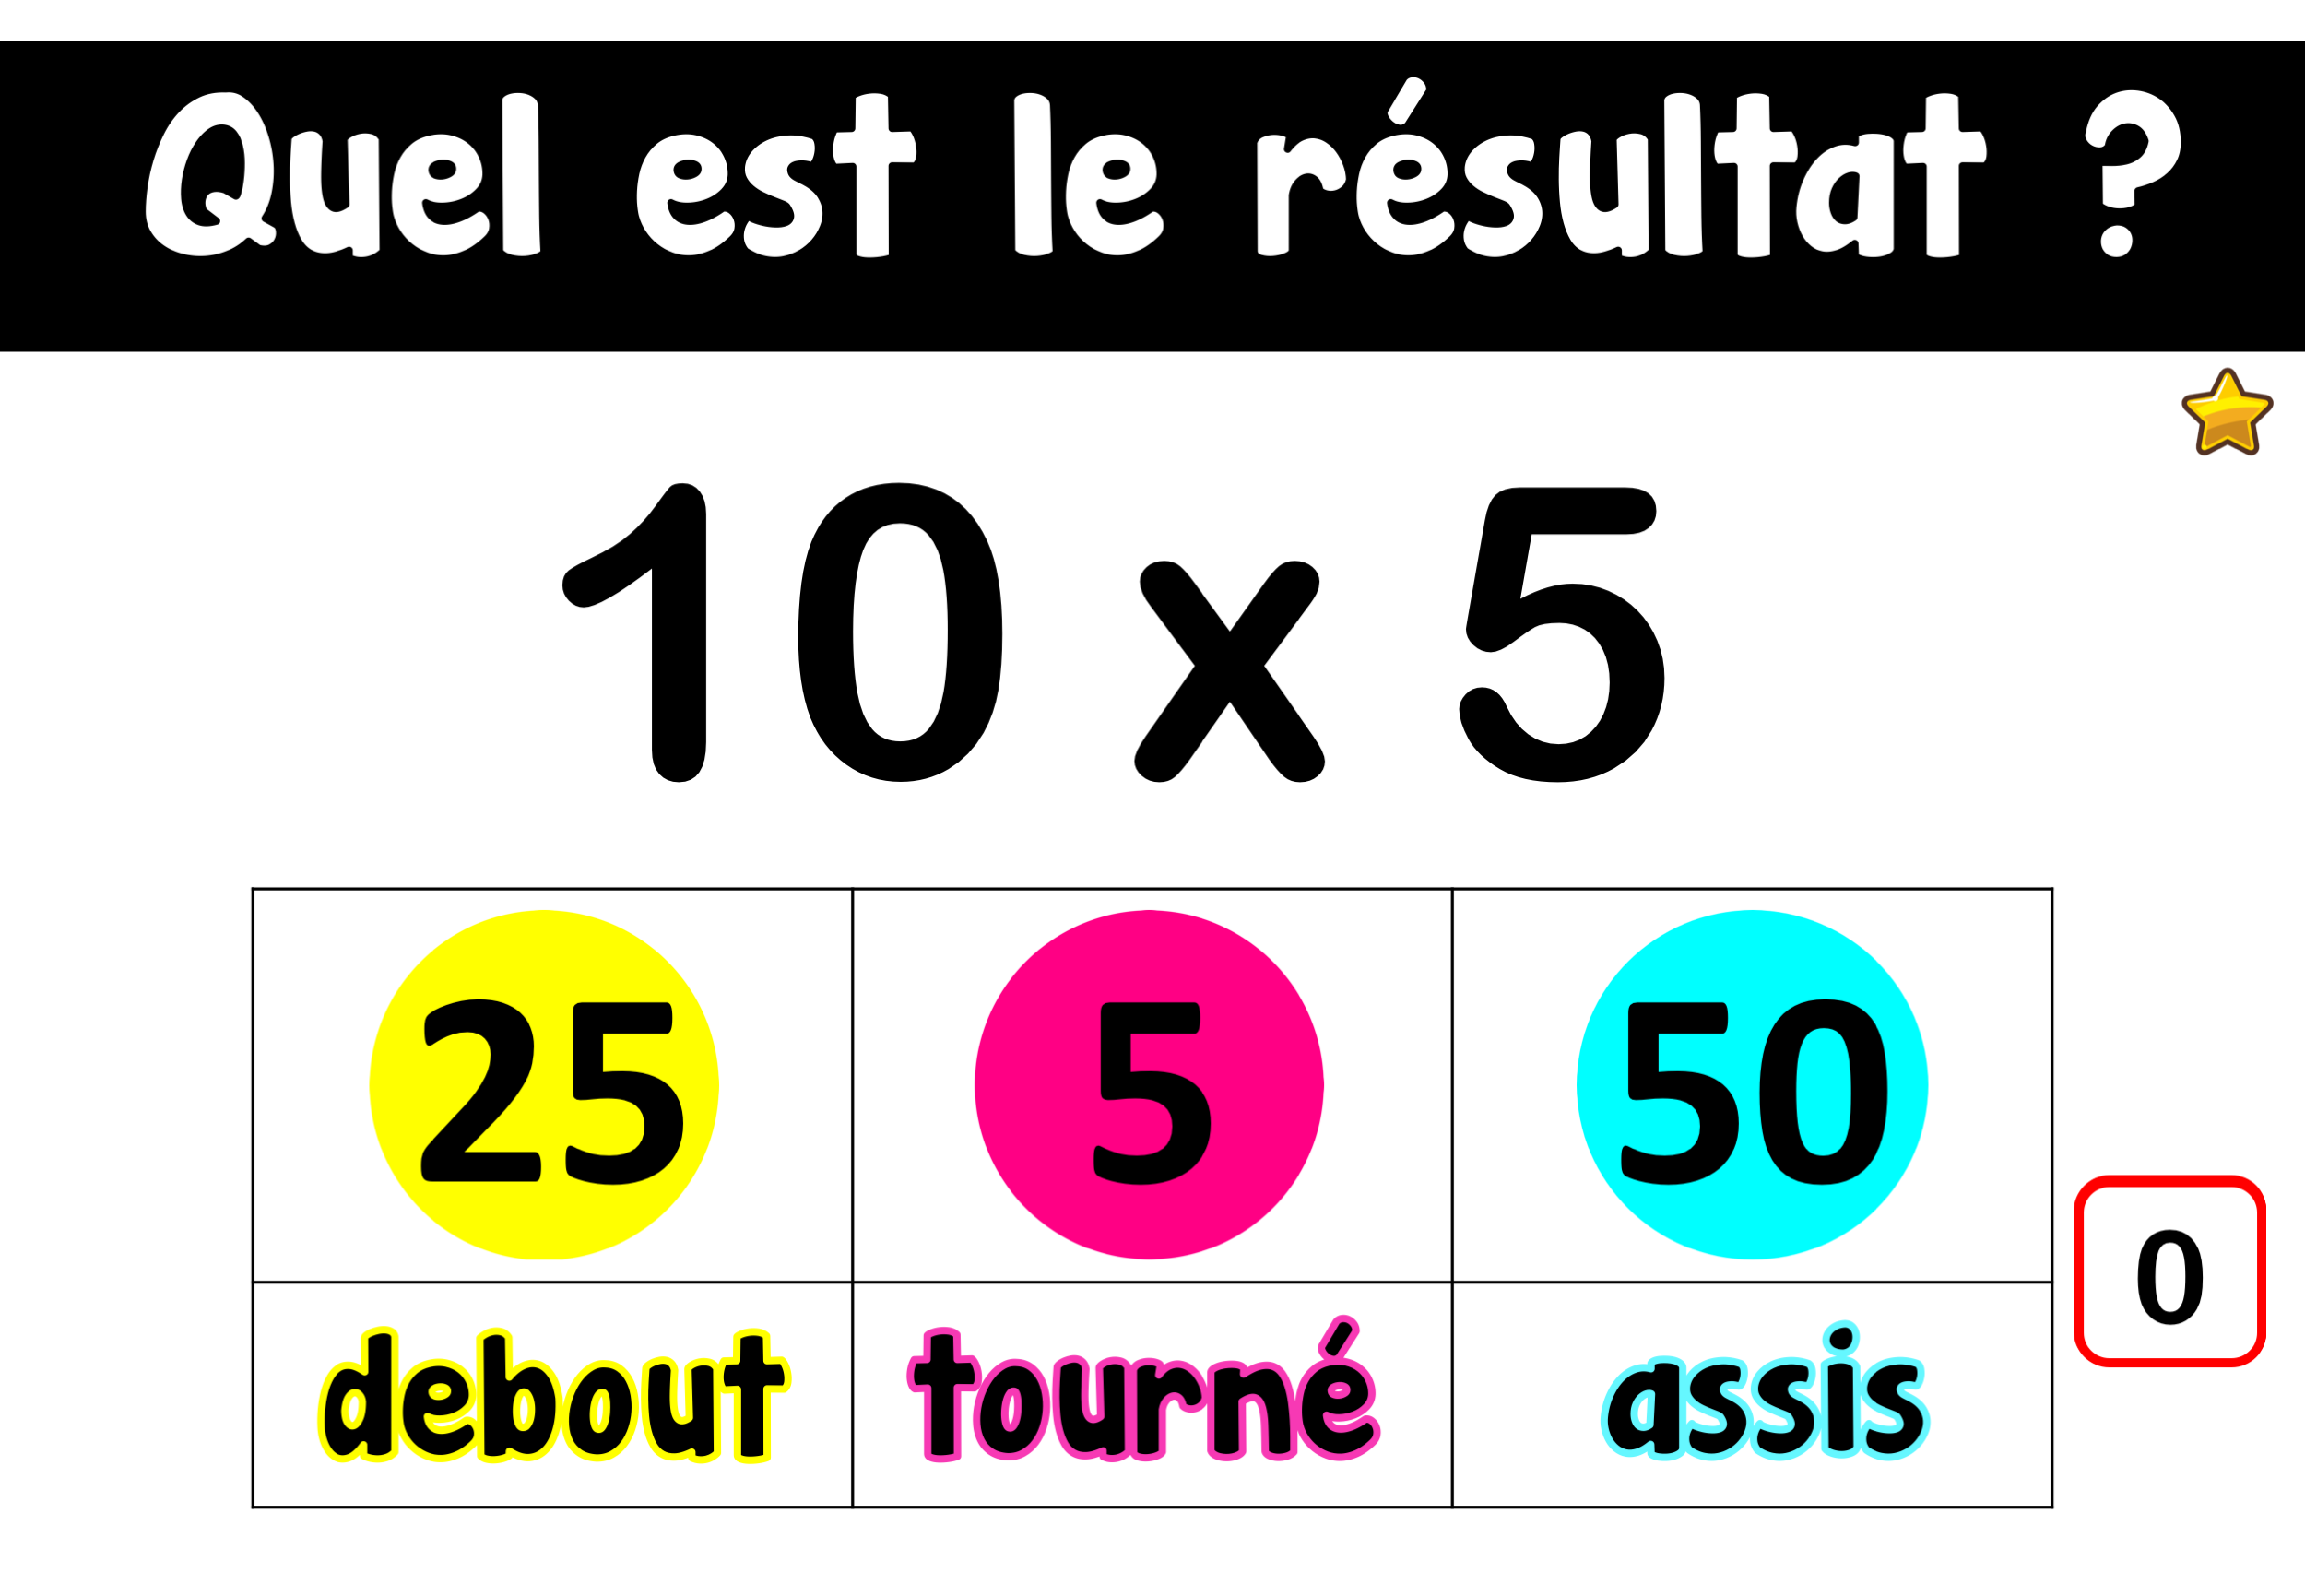 Quel est le résultat ?
10 x 5
25 5 50
0
debout tourné assis